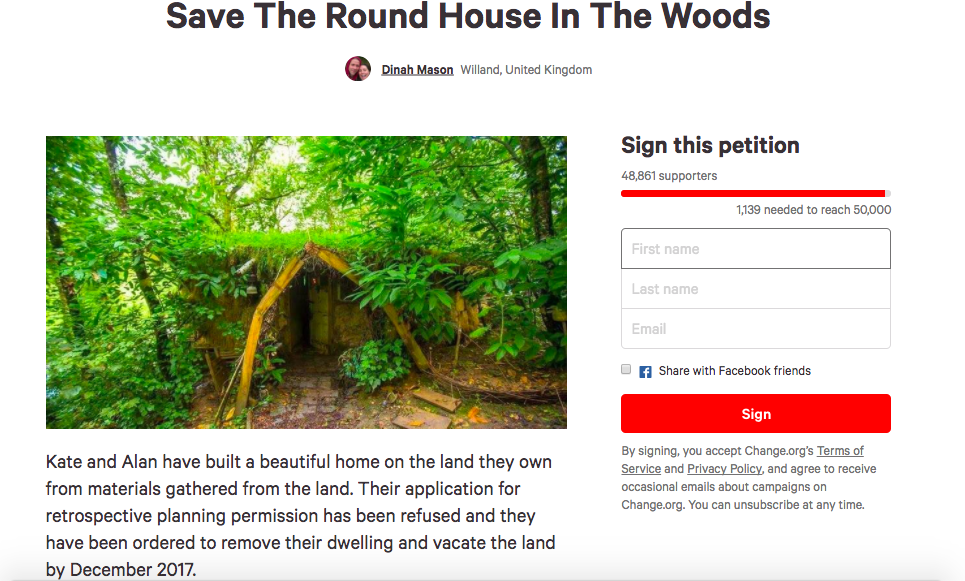 Save The Round House In The Woods
Dinah Mason Willand, United Kingdom
Sign this petition
48,861 supporters
1,139 needed to reach 50,000
First name
Last name
Email
Share with Facebook friends
Sign
By signing, you accept Change.org’s Terms of
Service and Privacy Policy, and agree to receive
occasional emails about campaigns on
Change.org. You can unsubscribe at any time.
Kate and Alan have built a beautiful home on the land they own
from materials gathered from the land. Their application for
retrospective planning permission has been refused and they
have been ordered to remove their dwelling and vacate the land
by December 2017.